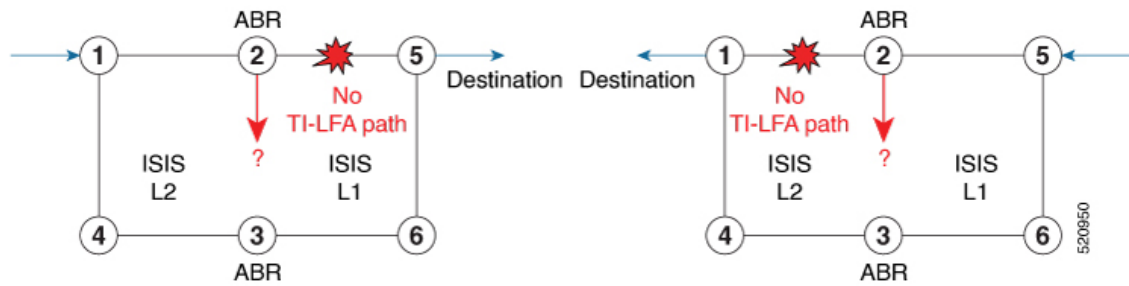 ABR
1
2
5
Destination
No
TI-LFA path
?
ISIS
L2
ISIS
L1
4
3
6
ABR
ABR
1
2
5
Destination
No
TI-LFA path
?
ISIS
L2
ISIS
L1
4
3
6
ABR
520950